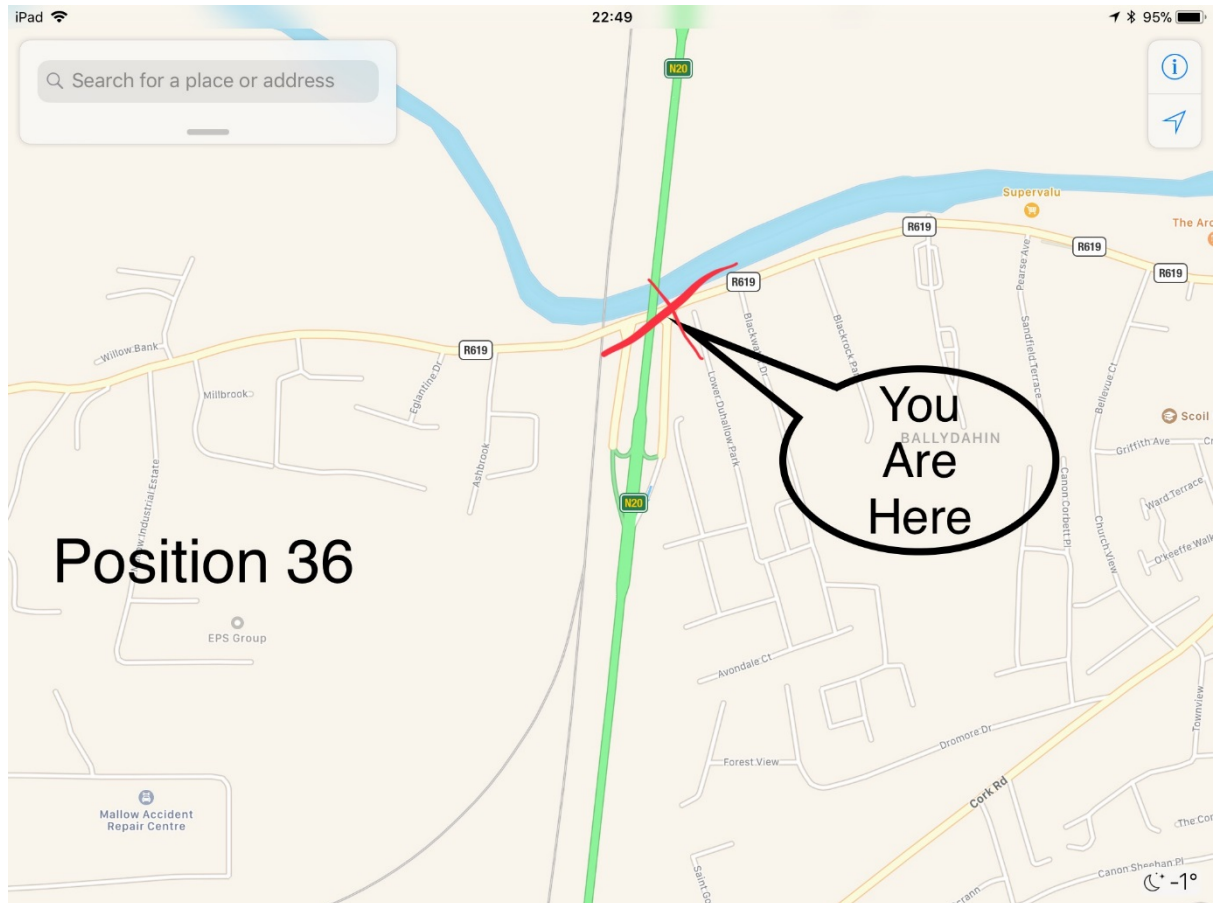 iPad
22:49
95%
Search for a place or address
N20
Supervalu
The Arc
R619
R619
R619
R619
R619
Willow Bank
Millbrook
Eglantine Dr
Ashbrook
Lower Duhallow Park
Blackrock Pa
Pearse Ave
Sandfield Terrace
Bellevue Ct
You
Are
Here
BALLYDAHIN
Scoil
Griffith Ave
Ward Terrace
O'keeffe Walk
Canon Corbett Pl
Church View
N20
Position 36
EPS Group
Avondale Ct
Dromore Dr
Townview
Forest View
Cork Rd
Mallow Accident
Repair Centre
Canon Sheehan Pl
-1°